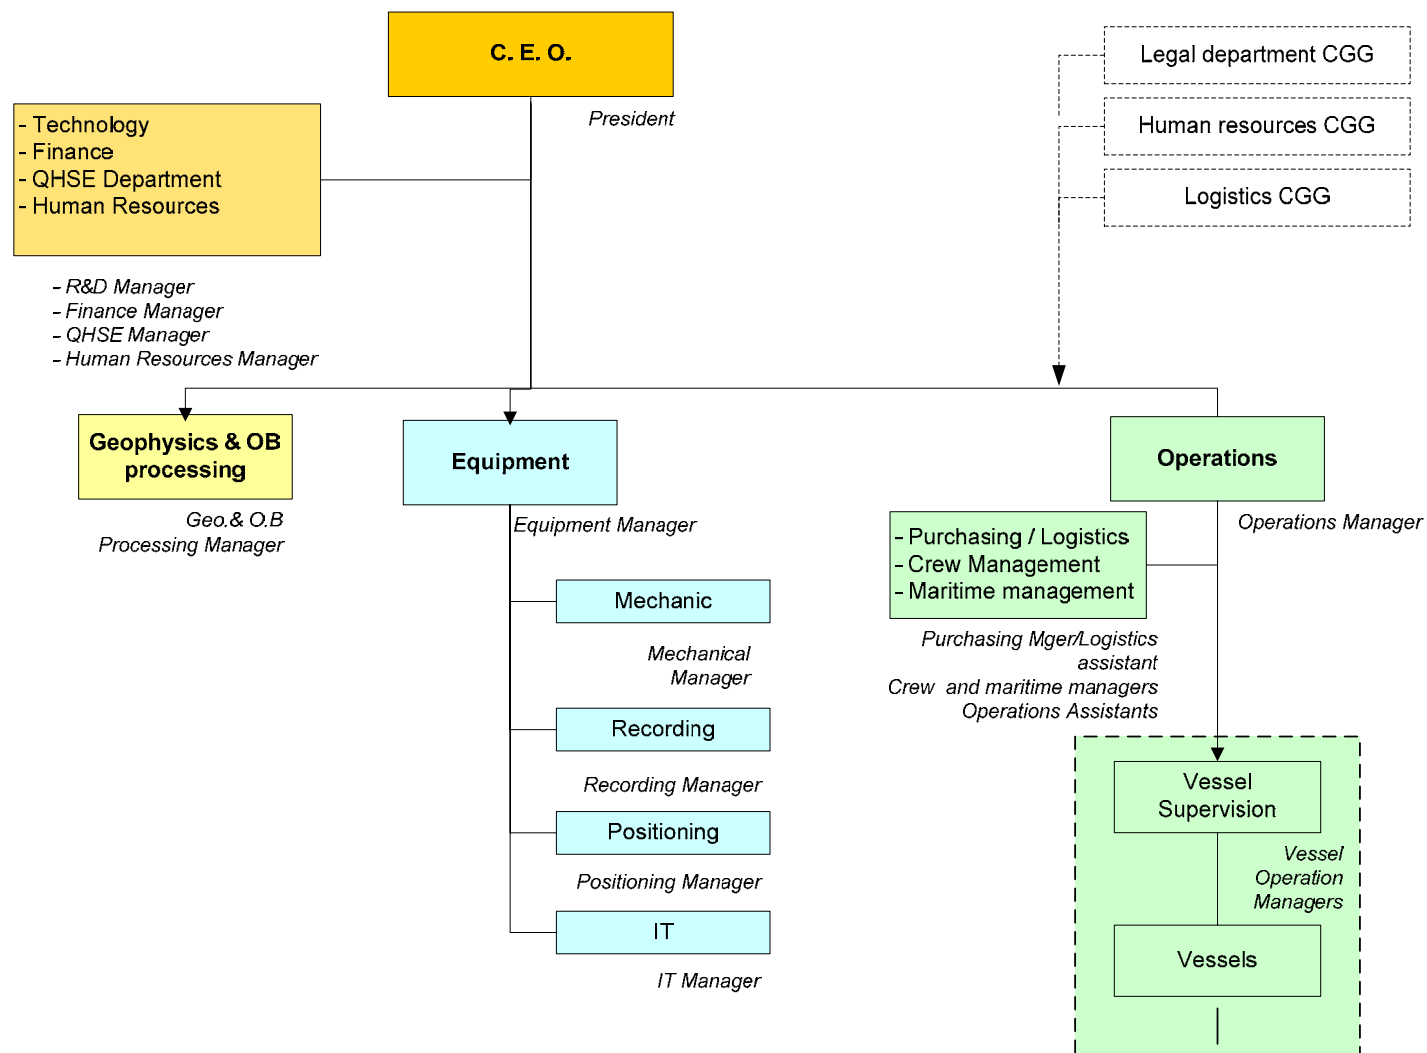 C. E. O.
President
Legal department CGG
Human resources CGG
Logistics CGG
- Technology
- Finance
- QHSE Department
- Human Resources
- R&D Manager
- Finance Manager
- QHSE Manager
- Human Resources Manager
Geophysics & OB
processing
Geo.& O.B
Processing Manager
Equipment
Equipment Manager
Mechanic
Mechanical
Manager
Recording
Recording Manager
Positioning
Positioning Manager
IT
IT Manager
Operations
Operations Manager
- Purchasing / Logistics
- Crew Management
- Maritime management
Purchasing Mger/Logistics
assistant
Crew and maritime managers
Operations Assistants
Vessel
Supervision
Vessel
Operation
Managers
Vessels